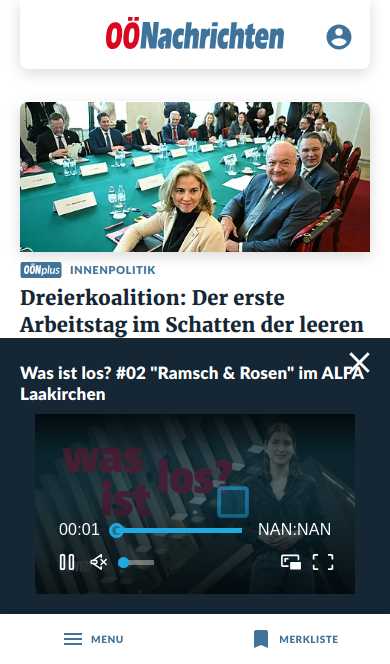 OÖNachrichten
OÖNplus INNENPOLITIK
Dreierkoalition: Der erste
Arbeitstag im Schatten der leeren
Was ist los? #02 "Ramsch & Rosen" im ALFA
Laakirchen
was
ist los?
00:01 NAN:NAN
MENU MERKLISTE